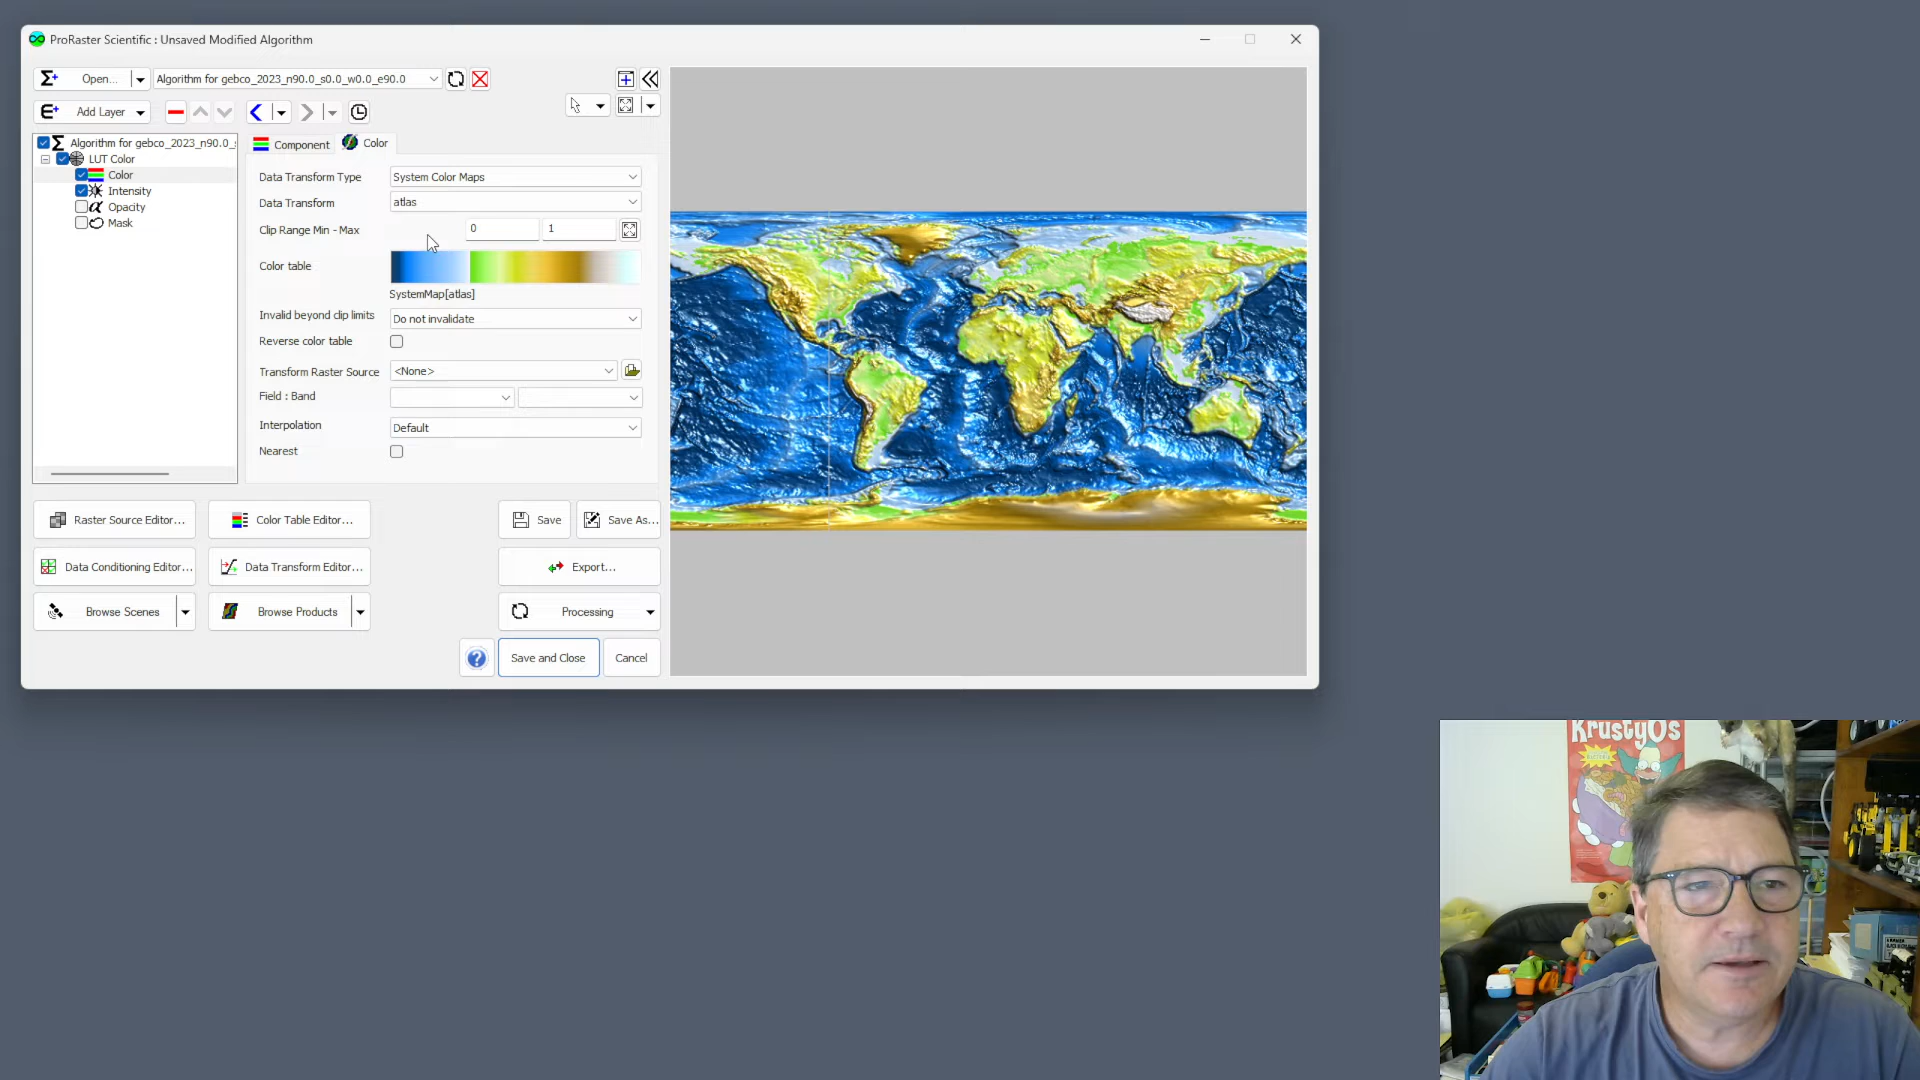 ProRaster Scientific : Unsaved Modified Algorithm
Open...
Algorithm for gebco_2023_n90.0_s0.0_w0.0_e90.0
Add Layer
Algorithm for gebco_2023_n90.0_
LUT Color
Color
Intensity
Opacity
Mask
Component
Color
Data Transform Type
System Color Maps
Data Transform
atlas
Clip Range Min - Max
0
1
Color table
SystemMap[atlas]
Invalid beyond clip limits
Do not invalidate
Reverse color table
Transform Raster Source
<None>
Field : Band
Interpolation
Default
Nearest
Raster Source Editor...
Color Table Editor...
Save
Save As...
Data Conditioning Editor...
Data Transform Editor...
Export...
Browse Scenes
Browse Products
Processing
?
Save and Close
Cancel
KrustyO's